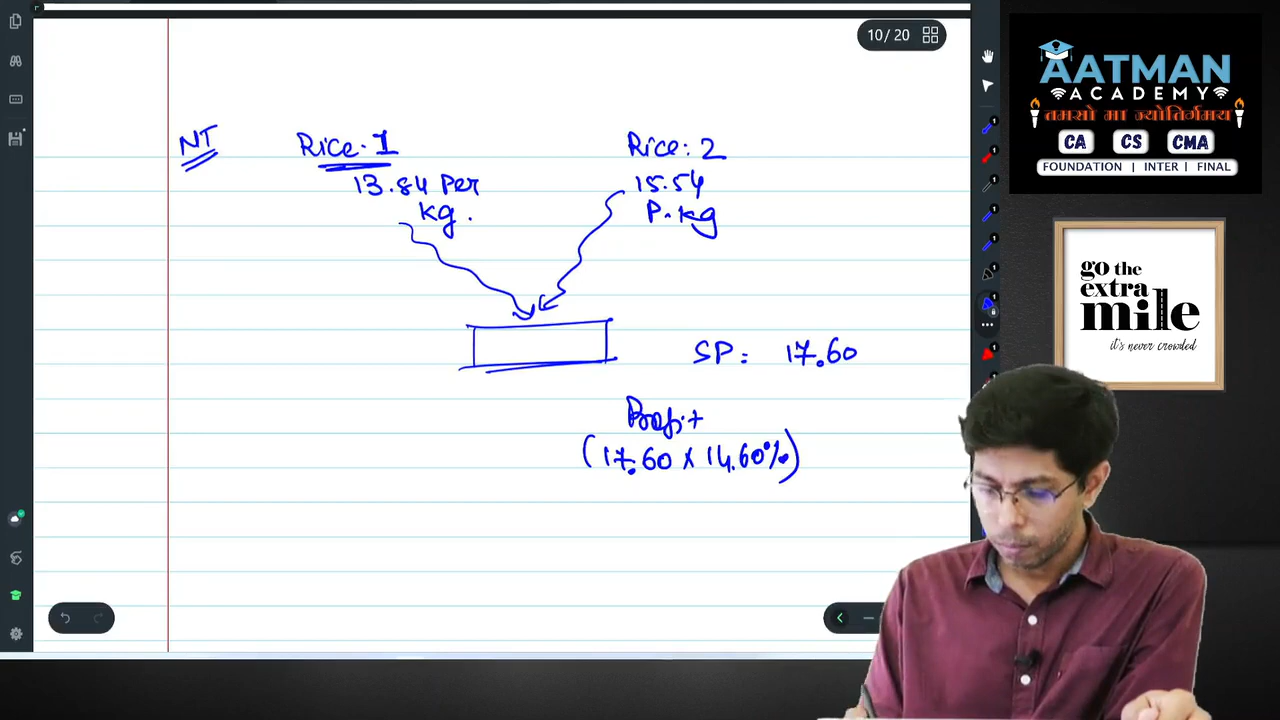 10/20
NT
Rice: 1
13.84 Per
kg.
Rice: 2
15.54
P. kg
SP = 17.60
Profit
(17.60 x 14.60%)
AATMAN
ACADEMY
तमसो मा ज्योतिर्गमय
CA CS CMA
FOUNDATION | INTER | FINAL
go the
extra
mile
it's never crowded